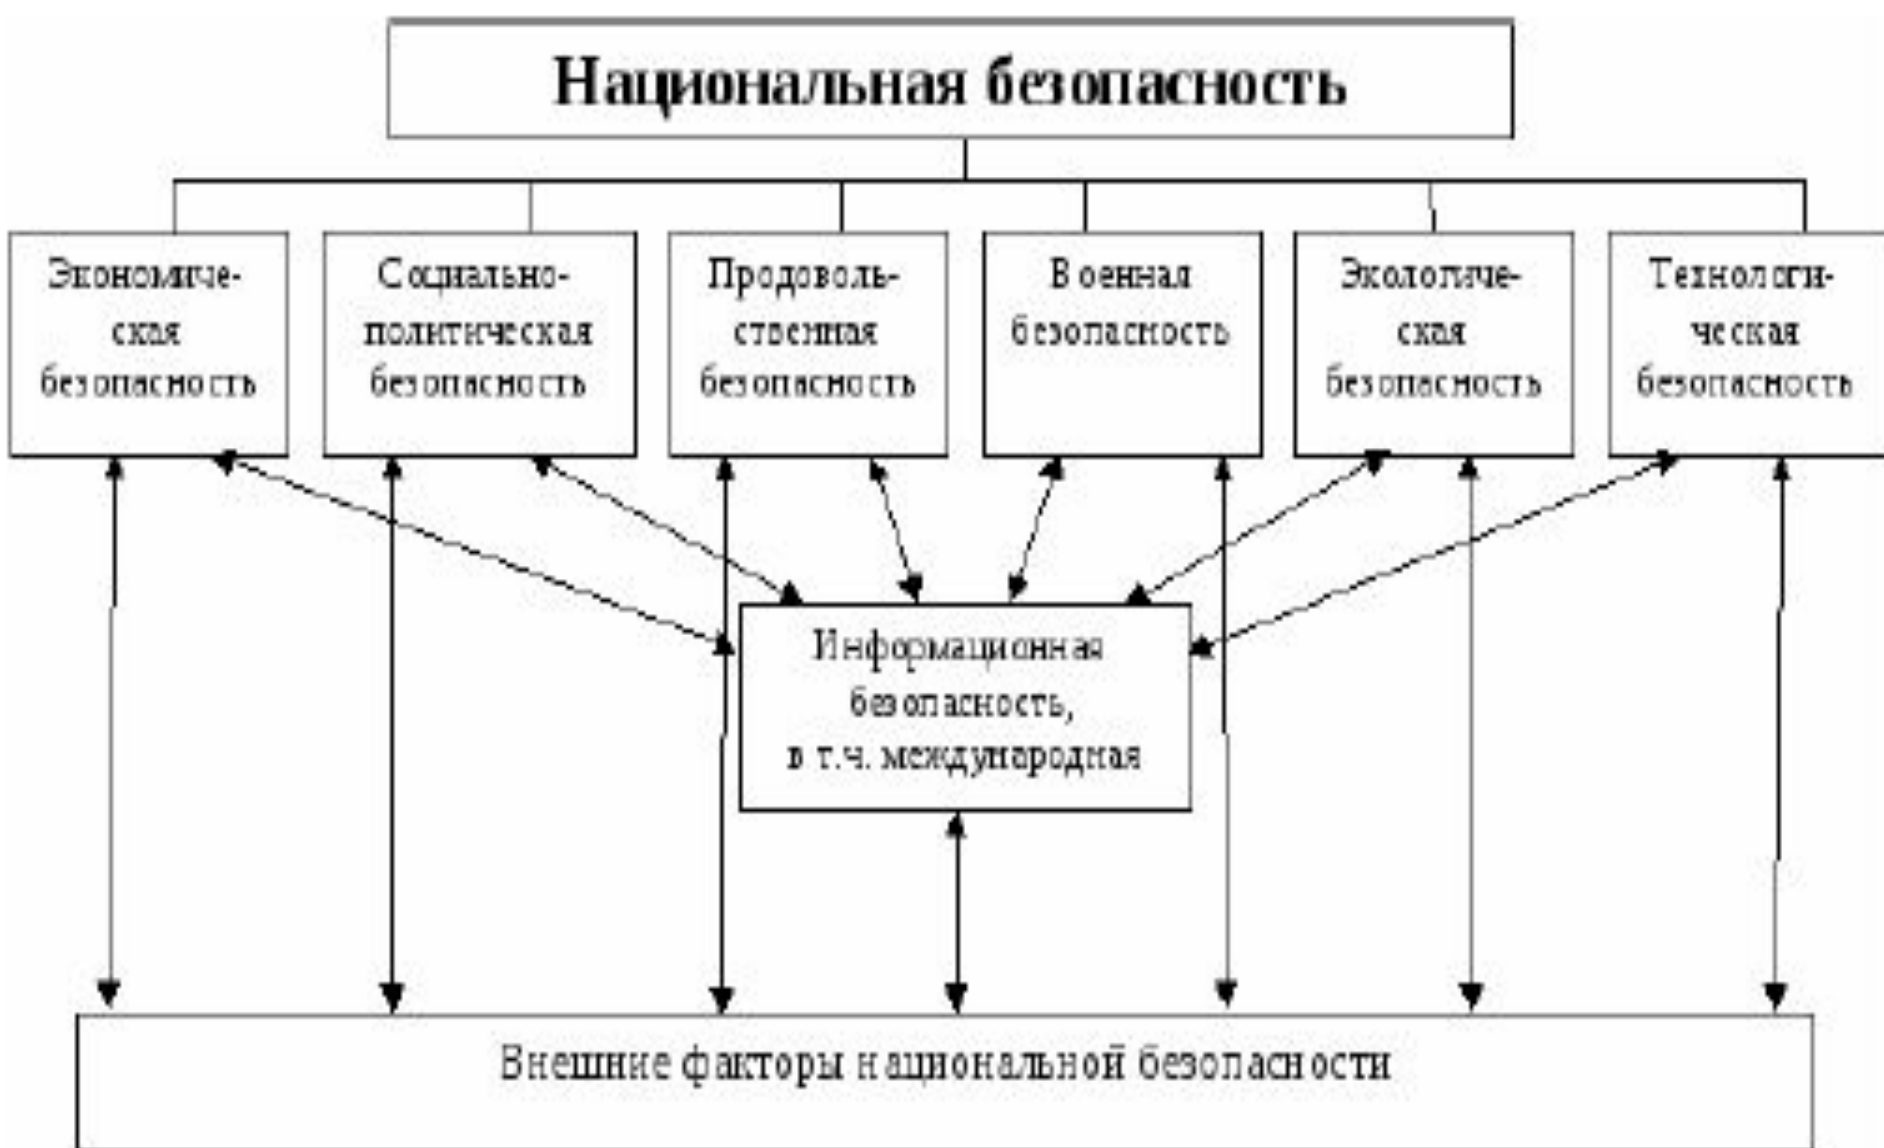 Национальная безопасность
Экономиче-
ская
безопасность
Социально-
политическая
безопасность
Продоволь-
ственная
безопасность
Военная
безопасность
Экологиче-
ская
безопасность
Технологи-
ческая
безопасность
Информационная
безопасность,
в т.ч. международная
Внешние факторы национальной безопасности